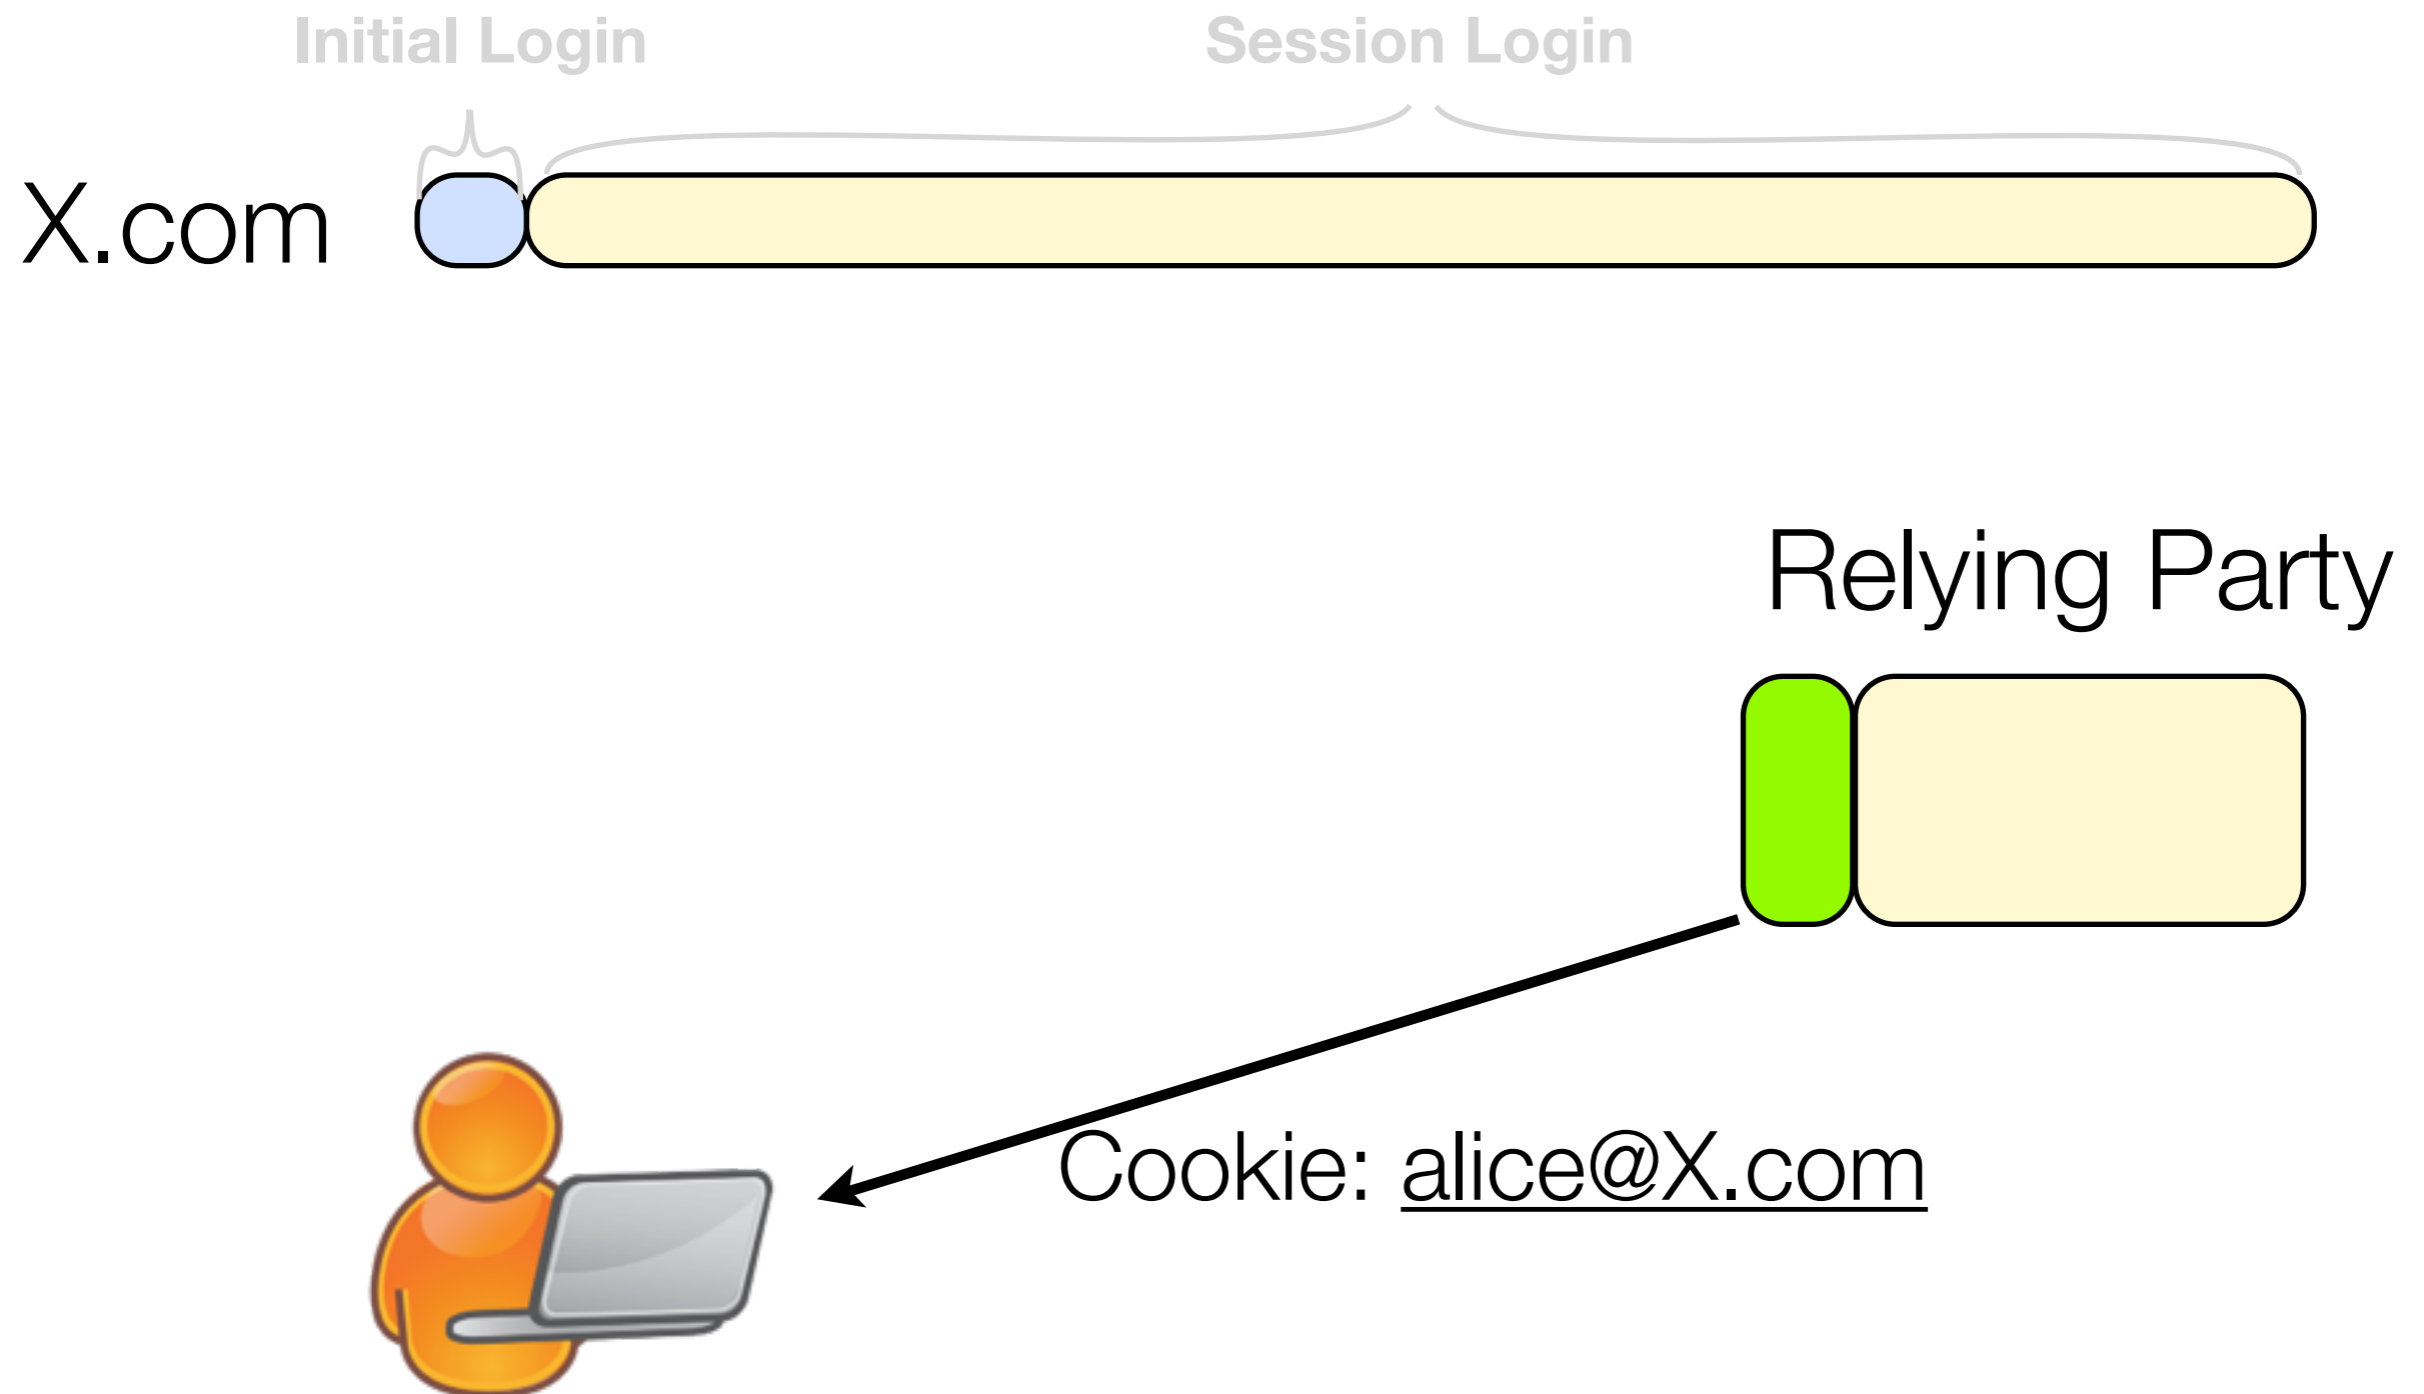 Initial Login
Session Login
X.com
Relying Party
Cookie: alice@X.com